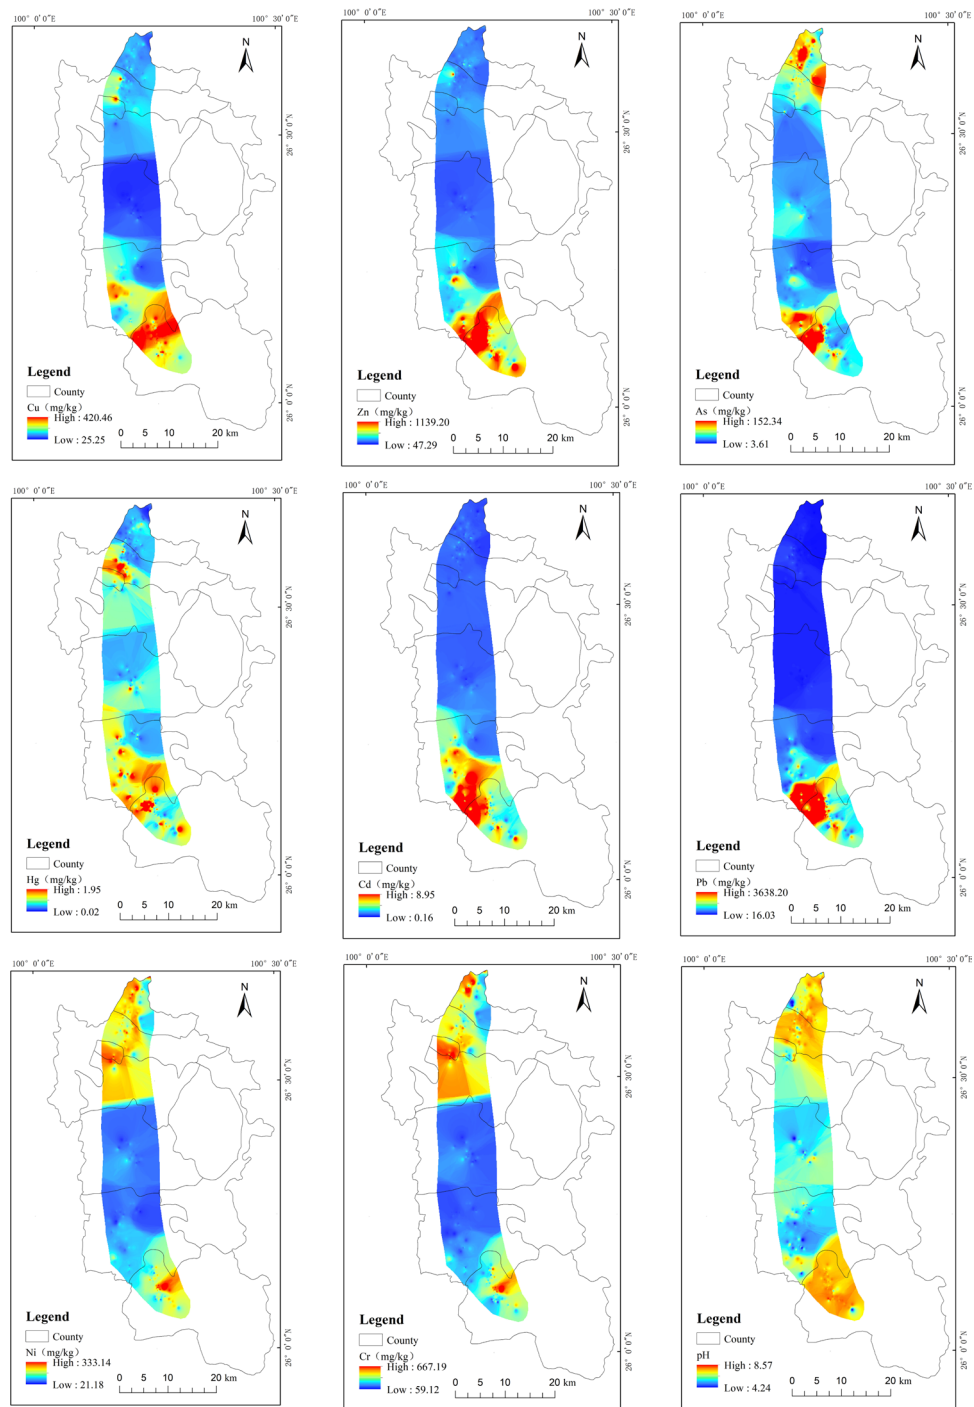 100° 0′0″E
100° 30′0″E
N
26° 30′0″N
26° 0′0″N
Legend
County
Cu（mg/kg）
High : 420.46
Low : 25.25
0 5 10 20 km
100° 0′0″E
100° 30′0″E
N
26° 30′0″N
26° 0′0″N
Legend
County
Zn（mg/kg）
High : 1139.20
Low : 47.29
0 5 10 20 km
100° 0′0″E
100° 30′0″E
N
26° 30′0″N
26° 0′0″N
Legend
County
As（mg/kg）
High : 152.34
Low : 3.61
0 5 10 20 km
100° 0′0″E
100° 30′0″E
N
26° 30′0″N
26° 0′0″N
Legend
County
Hg（mg/kg）
High : 1.95
Low : 0.02
0 5 10 20 km
100° 0′0″E
100° 30′0″E
N
26° 30′0″N
26° 0′0″N
Legend
County
Cd（mg/kg）
High : 8.95
Low : 0.16
0 5 10 20 km
100° 0′0″E
100° 30′0″E
N
26° 30′0″N
26° 0′0″N
Legend
County
Pb（mg/kg）
High : 3638.20
Low : 16.03
0 5 10 20 km
100° 0′0″E
100° 30′0″E
N
26° 30′0″N
26° 0′0″N
Legend
County
Ni（mg/kg）
High : 333.14
Low : 21.18
0 5 10 20 km
100° 0′0″E
100° 30′0″E
N
26° 30′0″N
26° 0′0″N
Legend
County
Cr（mg/kg）
High : 667.19
Low : 59.12
0 5 10 20 km
100° 0′0″E
100° 30′0″E
N
26° 30′0″N
26° 0′0″N
Legend
County
pH
High : 8.57
Low : 4.24
0 5 10 20 km